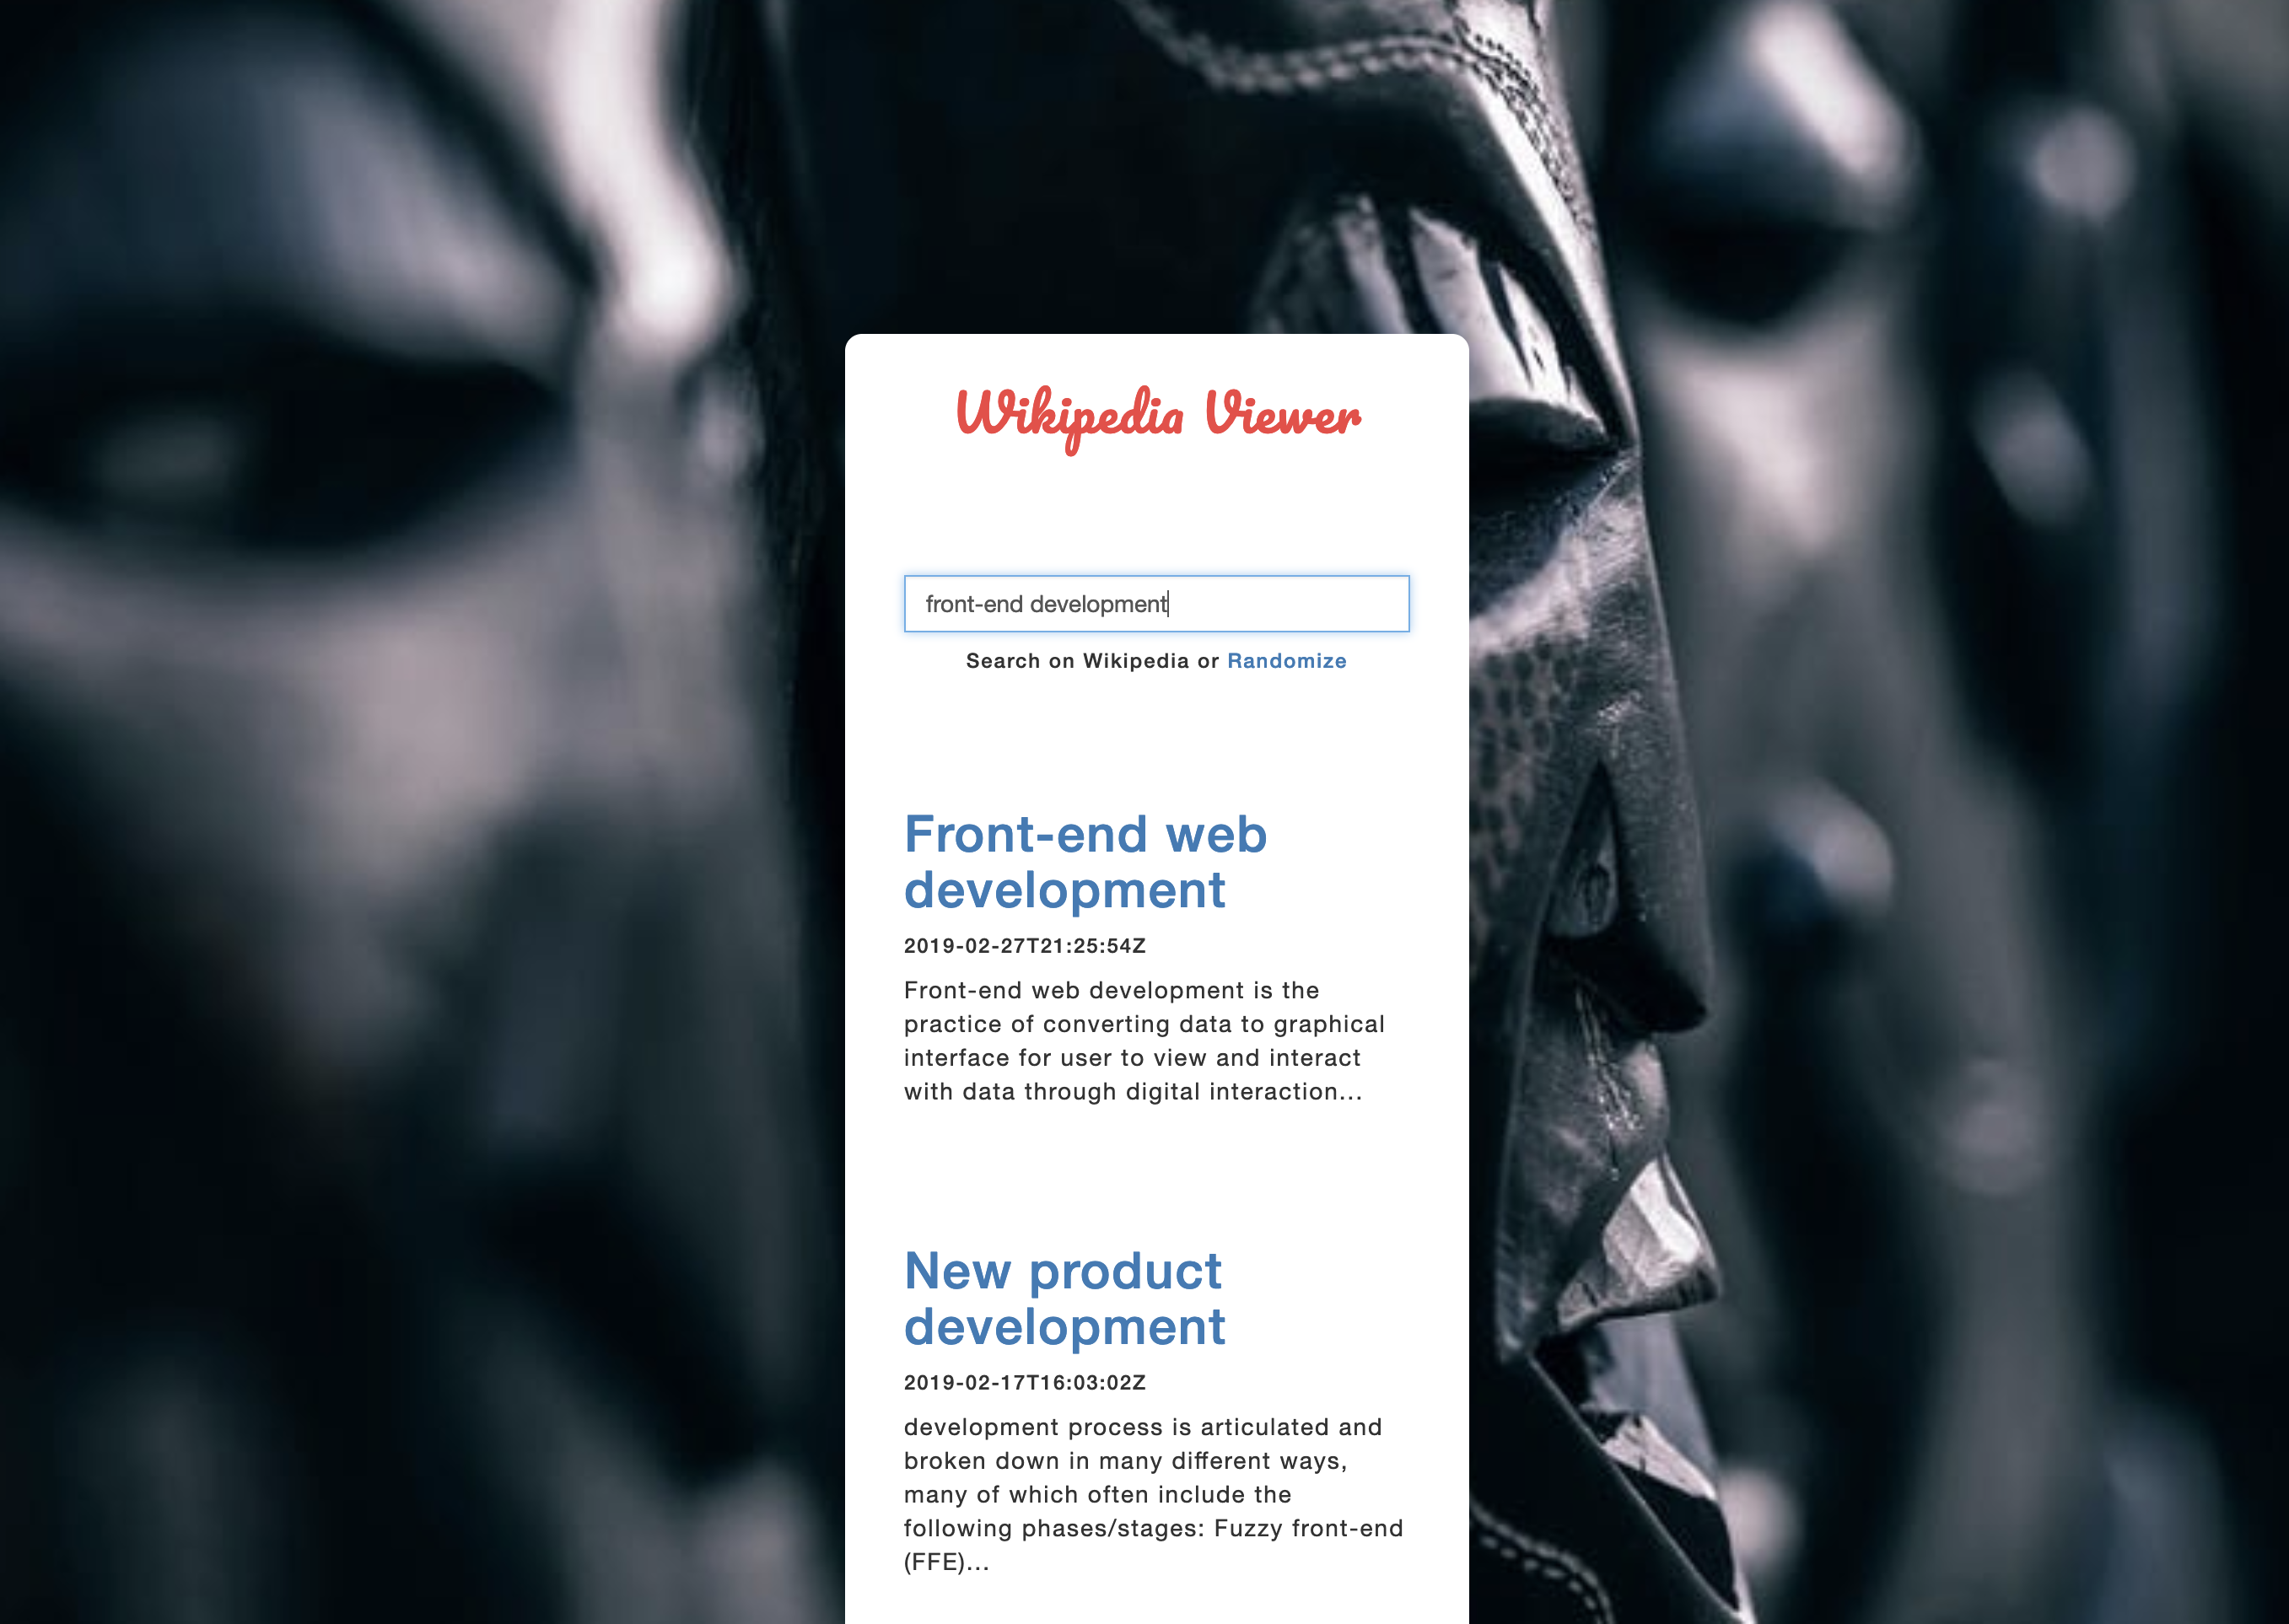 Wikipedia Viewer
front-end development
Search on Wikipedia or Randomize
Front-end web
development
2019-02-27T21:25:54Z
Front-end web development is the
practice of converting data to graphical
interface for user to view and interact
with data through digital interaction...
New product
development
2019-02-17T16:03:02Z
development process is articulated and
broken down in many different ways,
many of which often include the
following phases/stages: Fuzzy front-end
(FFE)...